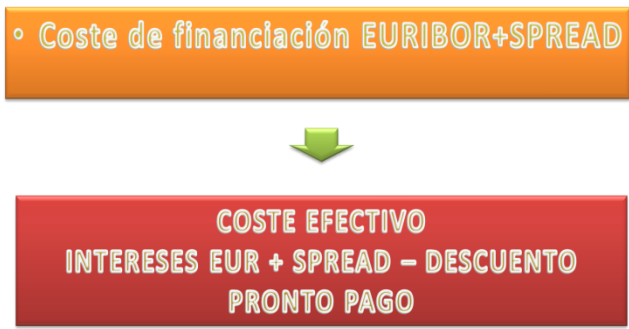 • Coste de financiación EURIBOR+SPREAD
COSTE EFECTIVO
INTERESES EUR + SPREAD – DESCUENTO
PRONTO PAGO